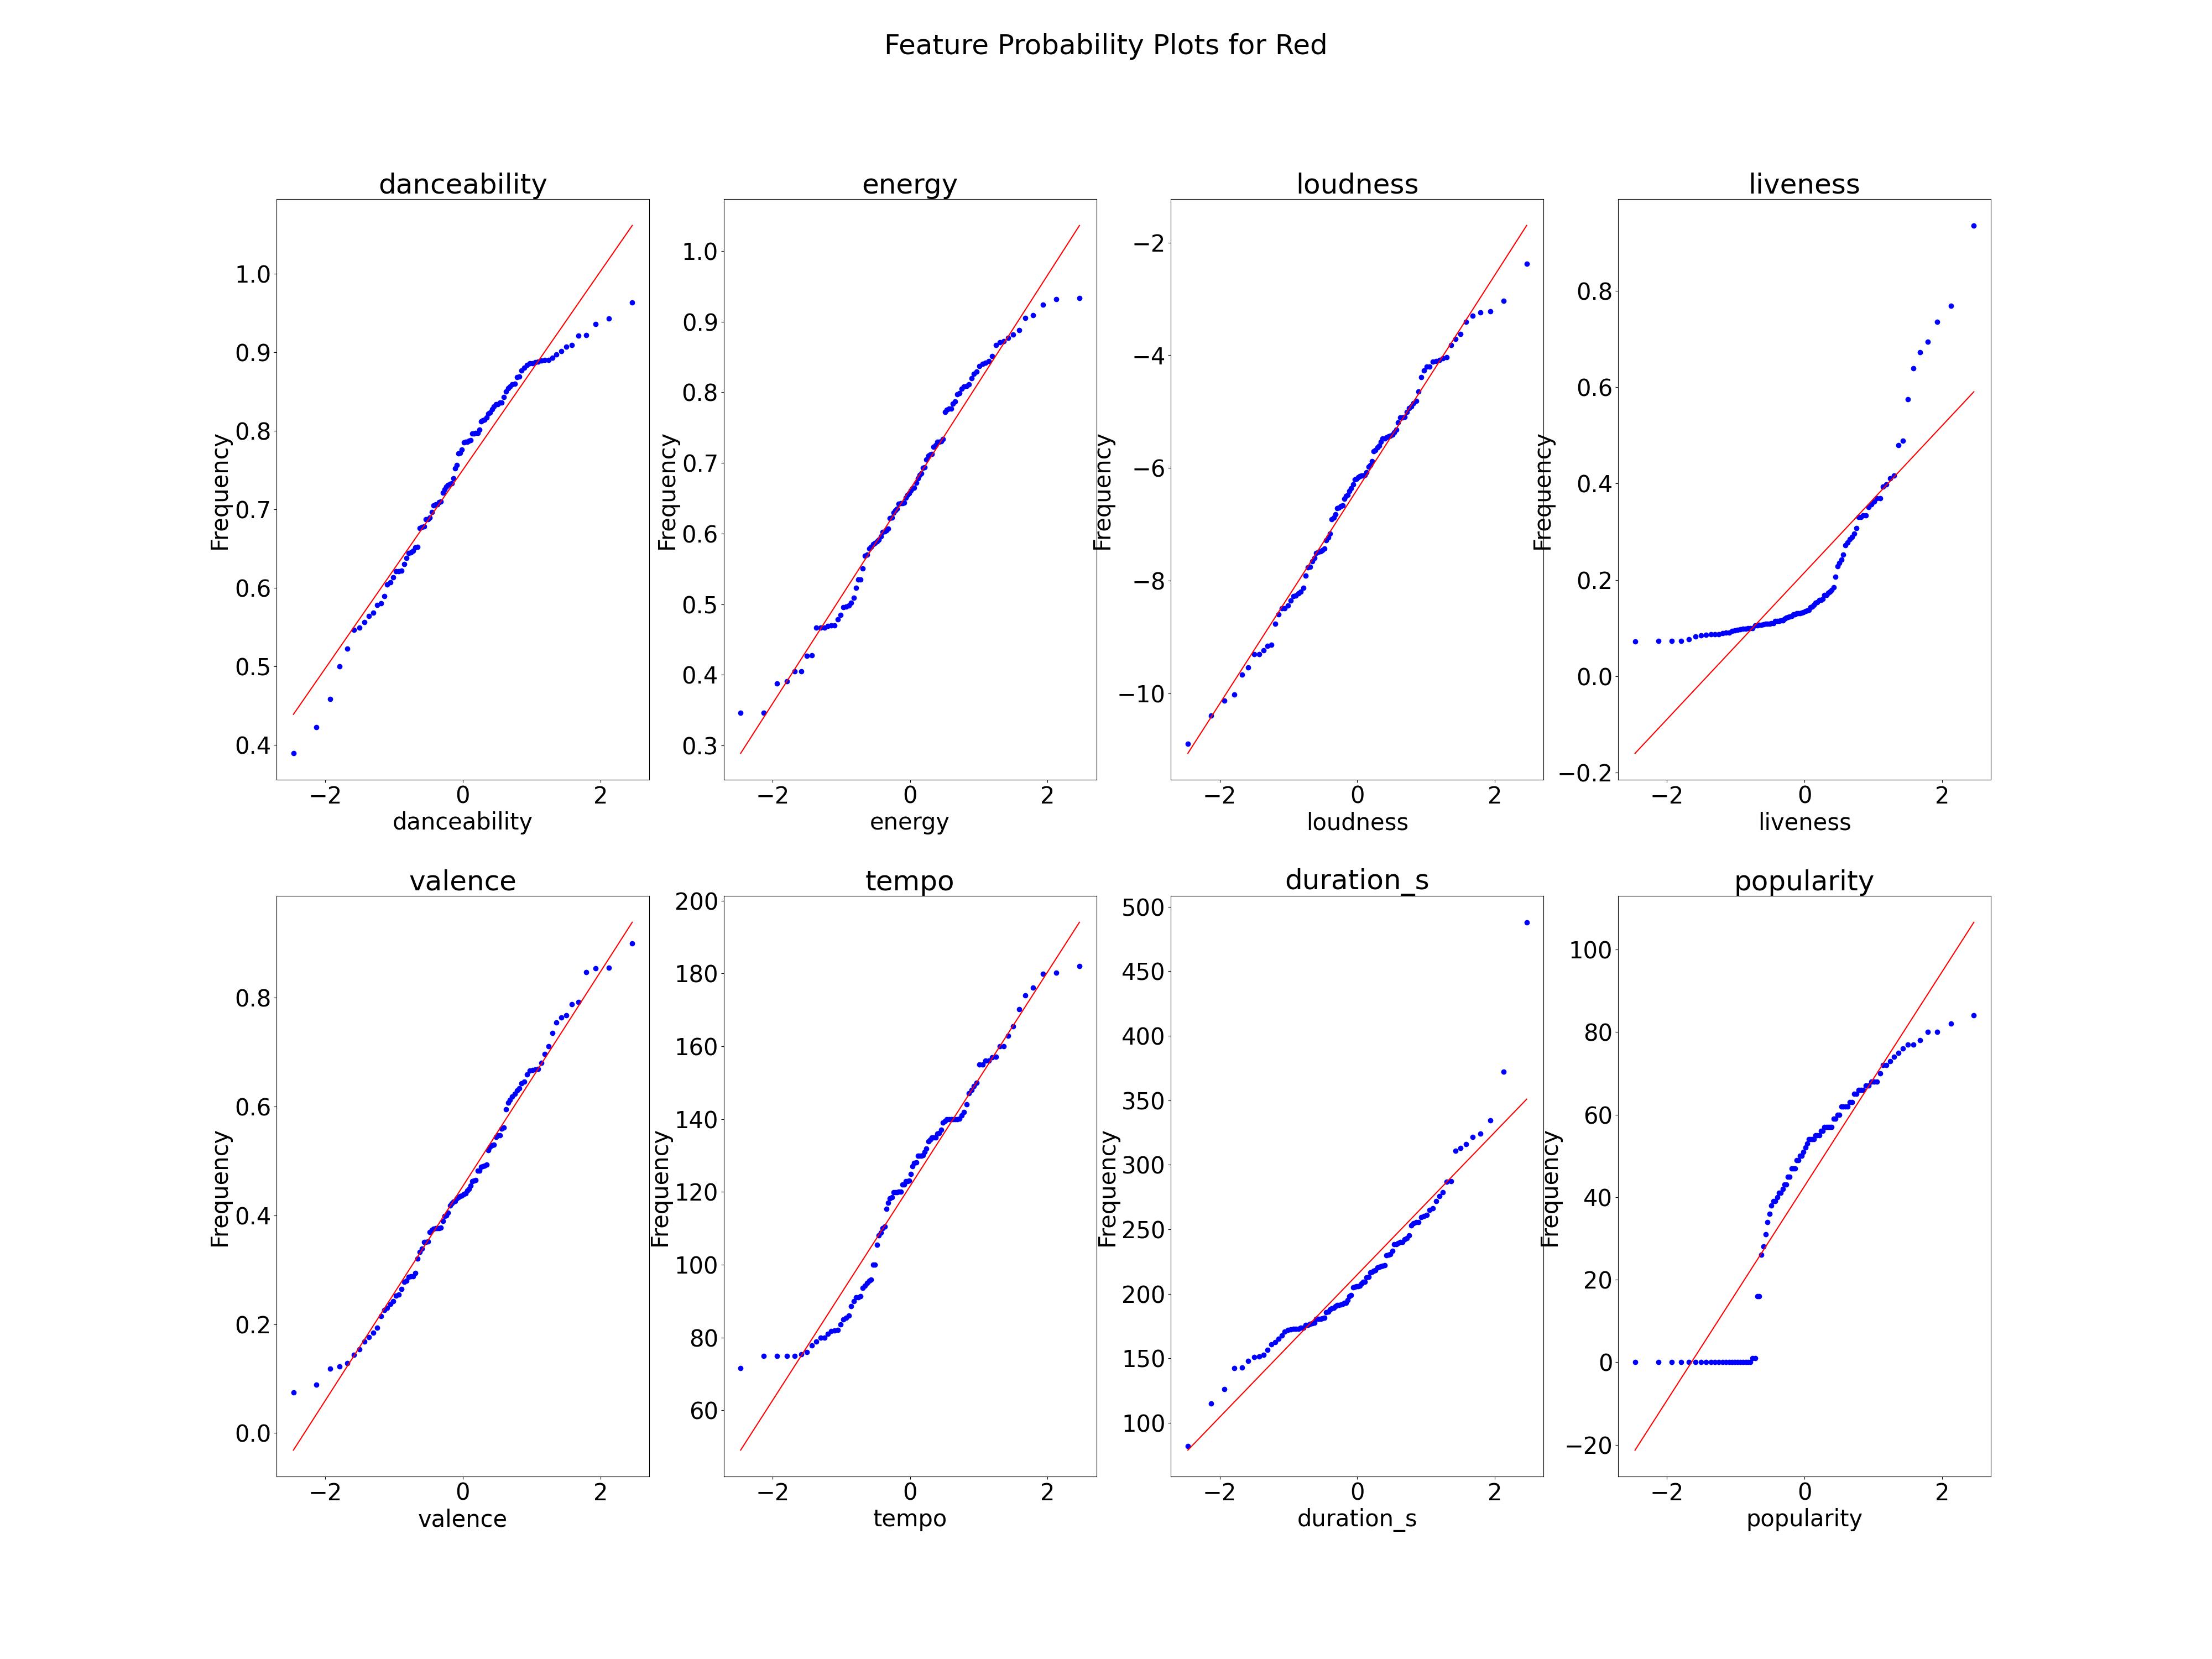 Feature Probability Plots for Red
danceability
Frequency
1.0
0.9
0.8
0.7
0.6
0.5
0.4
−2 0 2
danceability
energy
Frequency
1.0
0.9
0.8
0.7
0.6
0.5
0.4
0.3
−2 0 2
energy
loudness
Frequency
−2
−4
−6
−8
−10
−2 0 2
loudness
liveness
Frequency
0.8
0.6
0.4
0.2
0.0
−0.2
−2 0 2
liveness
valence
Frequency
0.8
0.6
0.4
0.2
0.0
−2 0 2
valence
tempo
Frequency
200
180
160
140
120
100
80
60
−2 0 2
tempo
duration_s
Frequency
500
450
400
350
300
250
200
150
100
−2 0 2
duration_s
popularity
Frequency
100
80
60
40
20
0
−20
−2 0 2
popularity